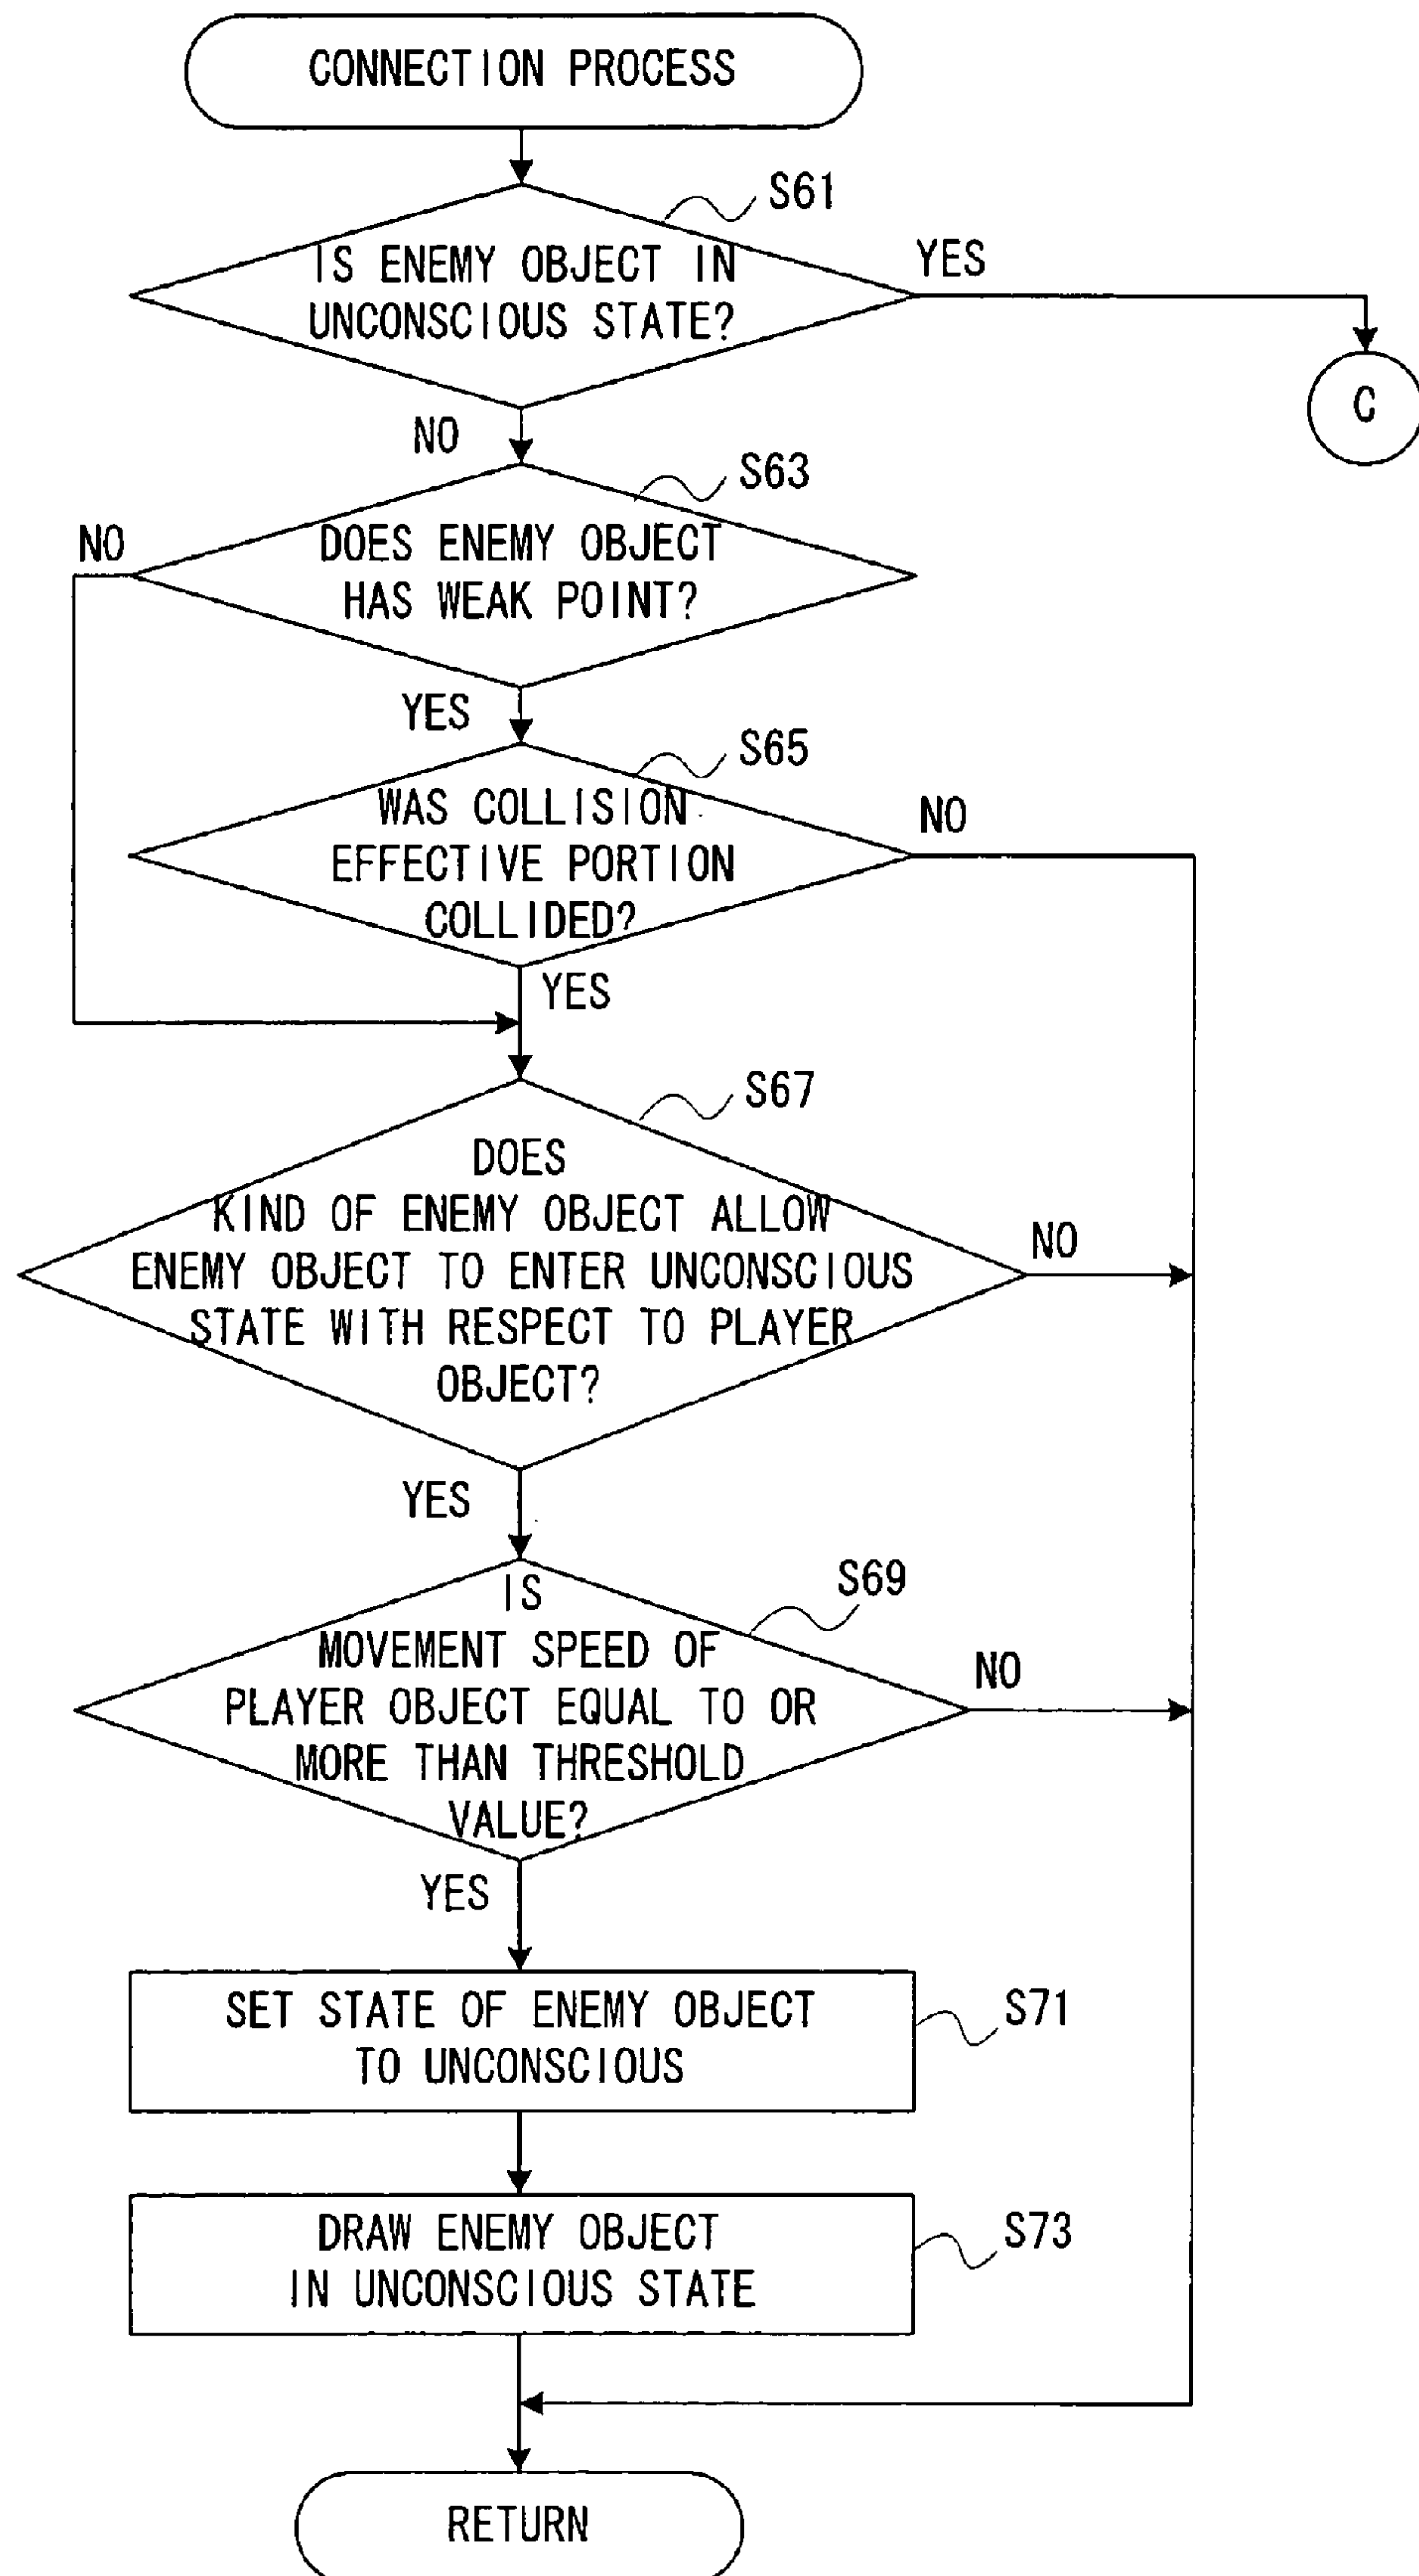 CONNECTION PROCESS
S61
IS ENEMY OBJECT IN
UNCONSCIOUS STATE?
YES
C
NO
S63
DOES ENEMY OBJECT
HAS WEAK POINT?
NO
YES
S65
WAS COLLISION
EFFECTIVE PORTION
COLLIDED?
NO
YES
S67
DOES
KIND OF ENEMY OBJECT ALLOW
ENEMY OBJECT TO ENTER UNCONSCIOUS
STATE WITH RESPECT TO PLAYER
OBJECT?
NO
YES
S69
IS
MOVEMENT SPEED OF
PLAYER OBJECT EQUAL TO OR
MORE THAN THRESHOLD
VALUE?
NO
YES
SET STATE OF ENEMY OBJECT
TO UNCONSCIOUS
S71
DRAW ENEMY OBJECT
IN UNCONSCIOUS STATE
S73
RETURN